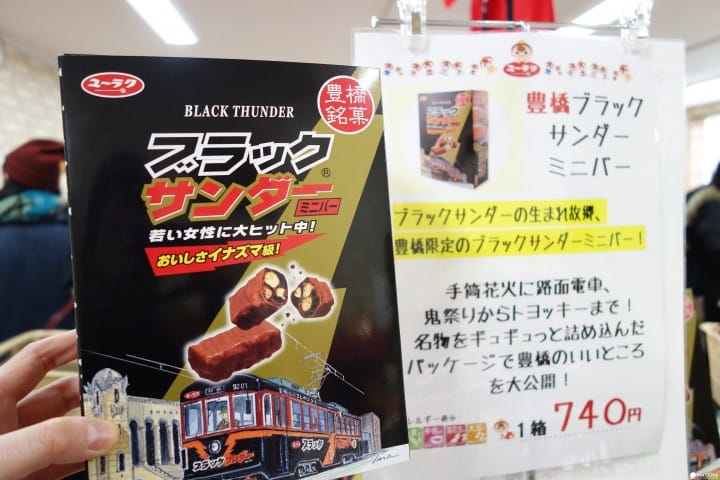 ユーラク
豊橋
銘菓
BLACK THUNDER
ブラック
サンダー®
ミニバー
若い女性に大ヒット中!
おいしさイナズマ級!
9201
ブラックサンダー
ブラック
ユーラク
豊橋ブラック
サンダー
ミニバー
ブラックサンダーの生まれ故郷、
豊橋限定のブラックサンダーミニバー!
手筒花火に路面電車、
鬼祭りからトヨッキーまで!
名物をギュギュっと詰め込んだ
パッケージで豊橋のいいところ
を大公開!
レルギー表示
1箱 740円
MATCHA